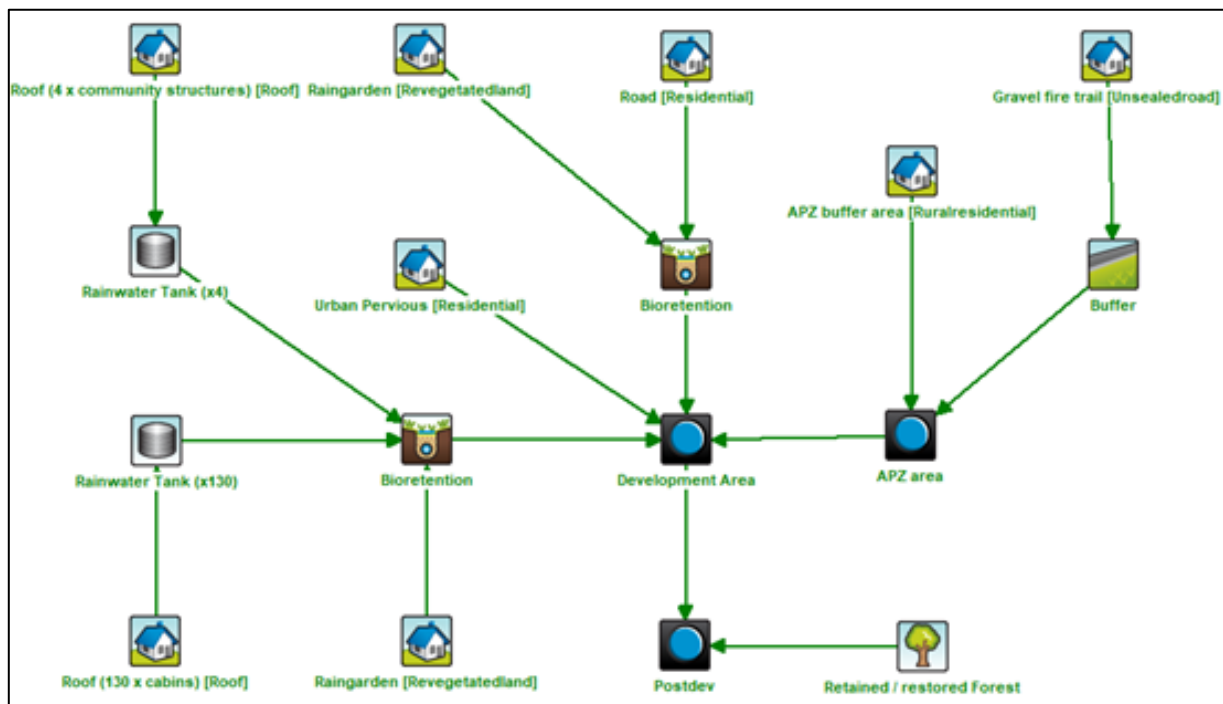 Roof (4 x community structures) [Roof]
Raingarden [Revegetatedland]
Road [Residential]
Gravel fire trail [Unsealedroad]
APZ buffer area [Ruralresidential]
Rainwater Tank (x4)
Urban Pervious [Residential]
Bioretention
Buffer
Rainwater Tank (x130)
Bioretention
Development Area
APZ area
Roof (130 x cabins) [Roof]
Raingarden [Revegetatedland]
Postdev
Retained / restored Forest